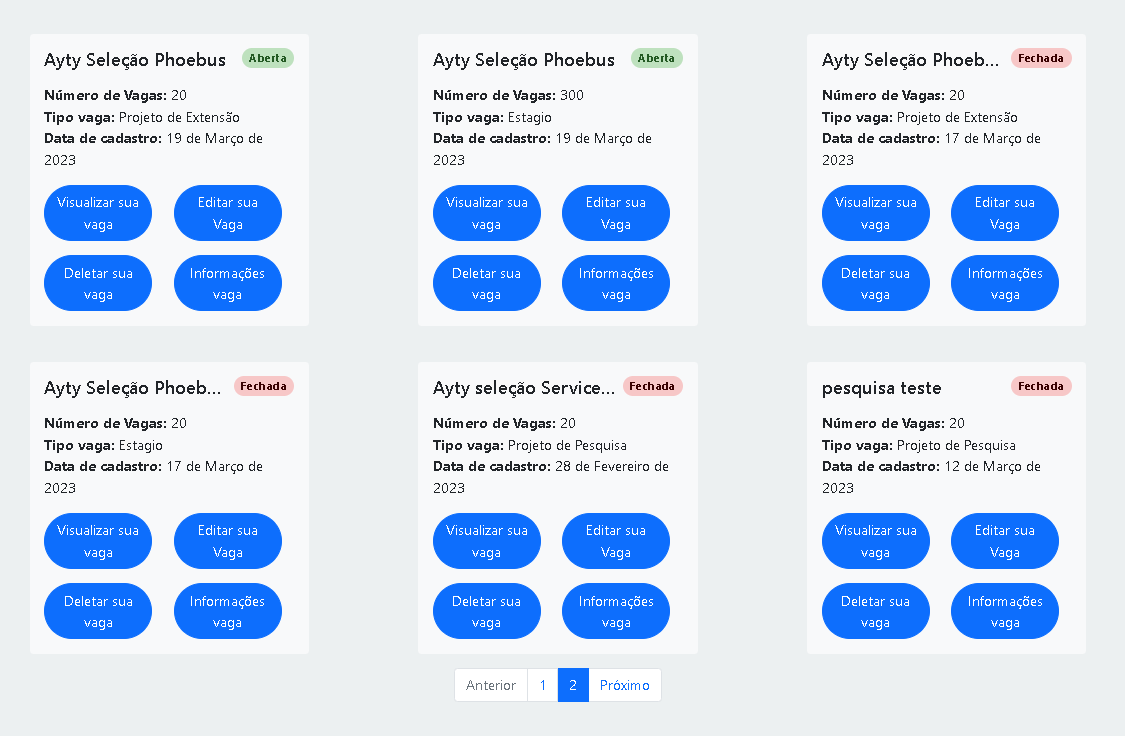 Ayty Seleção Phoebus Aberta
Número de Vagas: 20
Tipo vaga: Projeto de Extensão
Data de cadastro: 19 de Março de
2023
Visualizar sua
vaga
Editar sua
Vaga
Deletar sua
vaga
Informações
vaga
Ayty Seleção Phoebus Aberta
Número de Vagas: 300
Tipo vaga: Estagio
Data de cadastro: 19 de Março de
2023
Visualizar sua
vaga
Editar sua
Vaga
Deletar sua
vaga
Informações
vaga
Ayty Seleção Phoeb... Fechada
Número de Vagas: 20
Tipo vaga: Projeto de Extensão
Data de cadastro: 17 de Março de
2023
Visualizar sua
vaga
Editar sua
Vaga
Deletar sua
vaga
Informações
vaga
Ayty Seleção Phoeb... Fechada
Número de Vagas: 20
Tipo vaga: Estagio
Data de cadastro: 17 de Março de
2023
Visualizar sua
vaga
Editar sua
Vaga
Deletar sua
vaga
Informações
vaga
Ayty seleção Service... Fechada
Número de Vagas: 20
Tipo vaga: Projeto de Pesquisa
Data de cadastro: 28 de Fevereiro de
2023
Visualizar sua
vaga
Editar sua
Vaga
Deletar sua
vaga
Informações
vaga
pesquisa teste Fechada
Número de Vagas: 20
Tipo vaga: Projeto de Pesquisa
Data de cadastro: 12 de Março de
2023
Visualizar sua
vaga
Editar sua
Vaga
Deletar sua
vaga
Informações
vaga
Anterior 1 2 Próximo